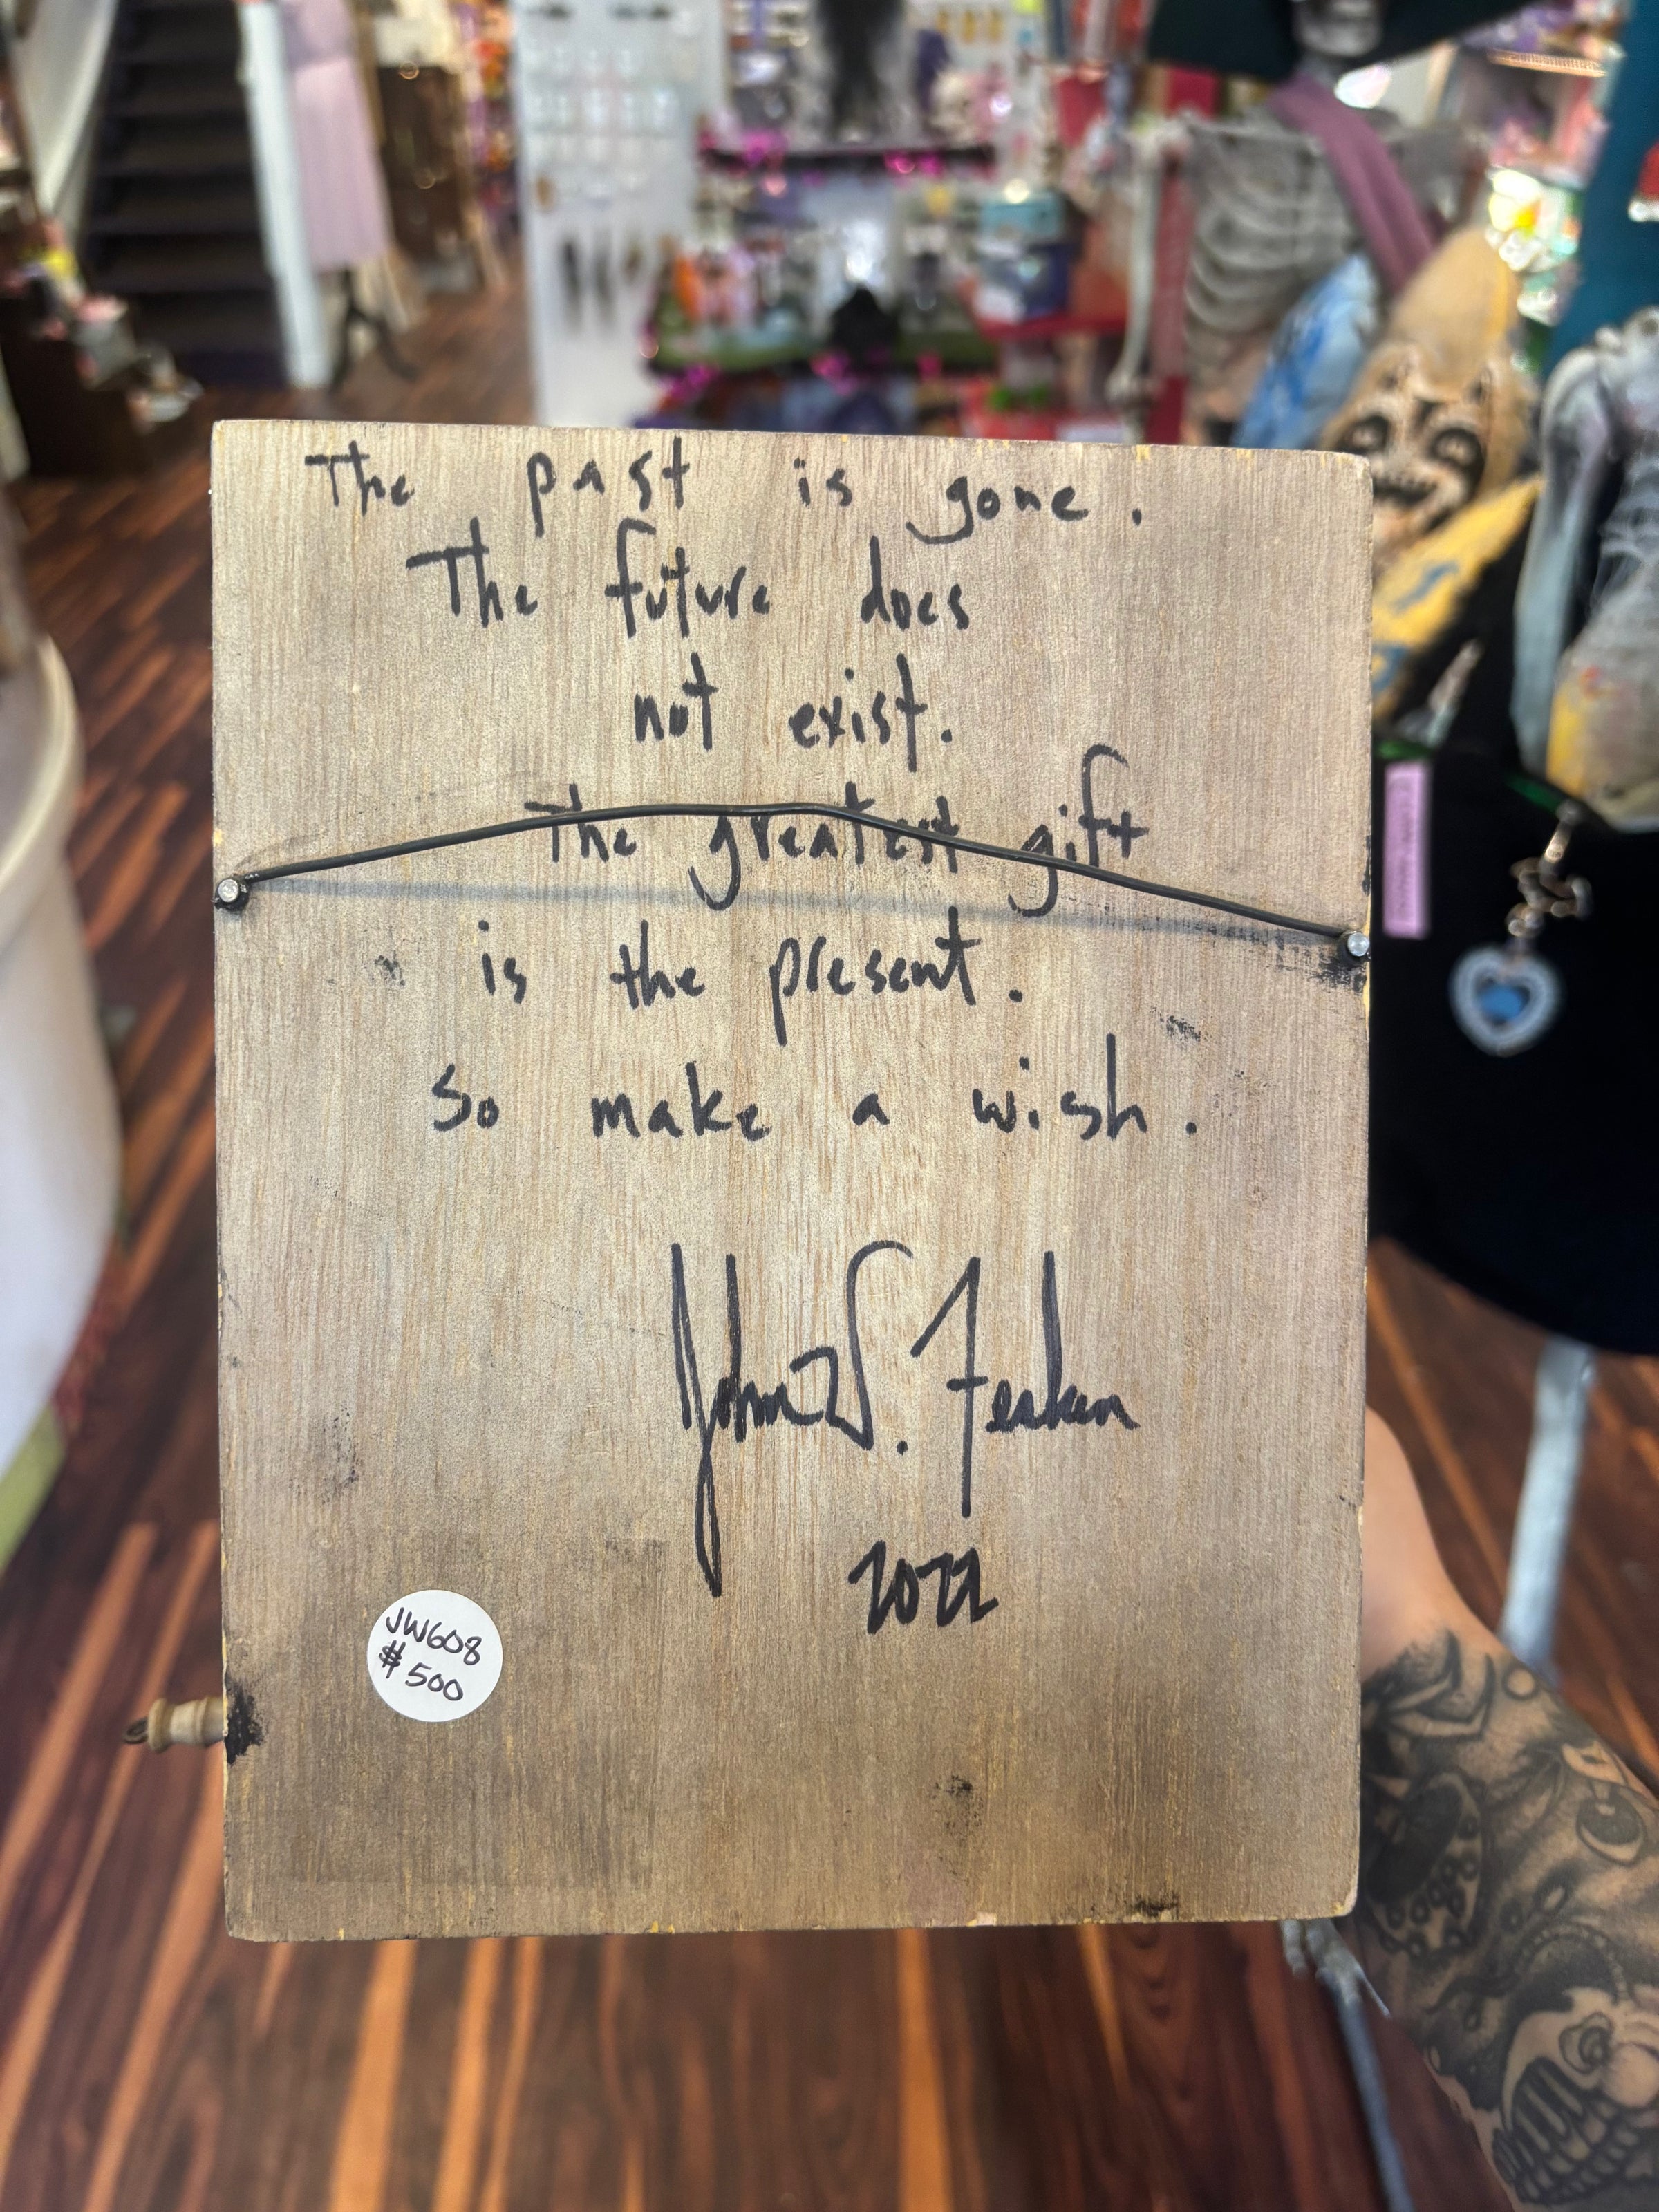 The past is gone.
The future does
not exist.
The greatest gift
is the present.
So make a wish.
John W.
2022
JW608
$500